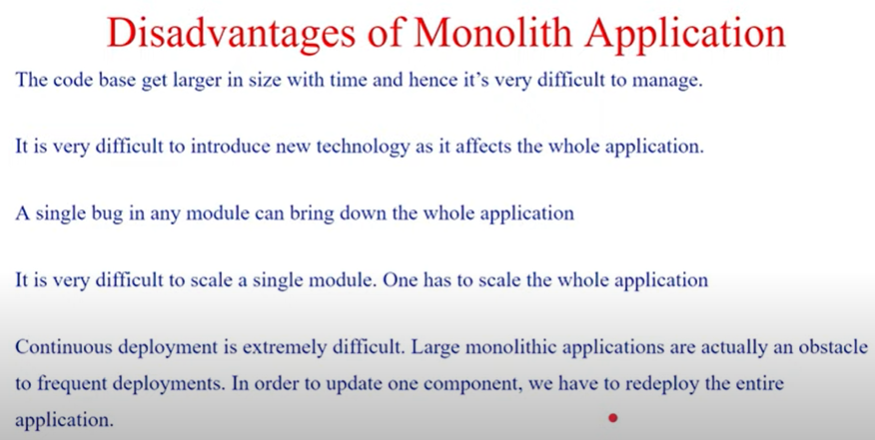 Disadvantages of Monolith Application
The code base get larger in size with time and hence it’s very difficult to manage.
It is very difficult to introduce new technology as it affects the whole application.
A single bug in any module can bring down the whole application
It is very difficult to scale a single module. One has to scale the whole application
Continuous deployment is extremely difficult. Large monolithic applications are actually an obstacle
to frequent deployments. In order to update one component, we have to redeploy the entire
application.